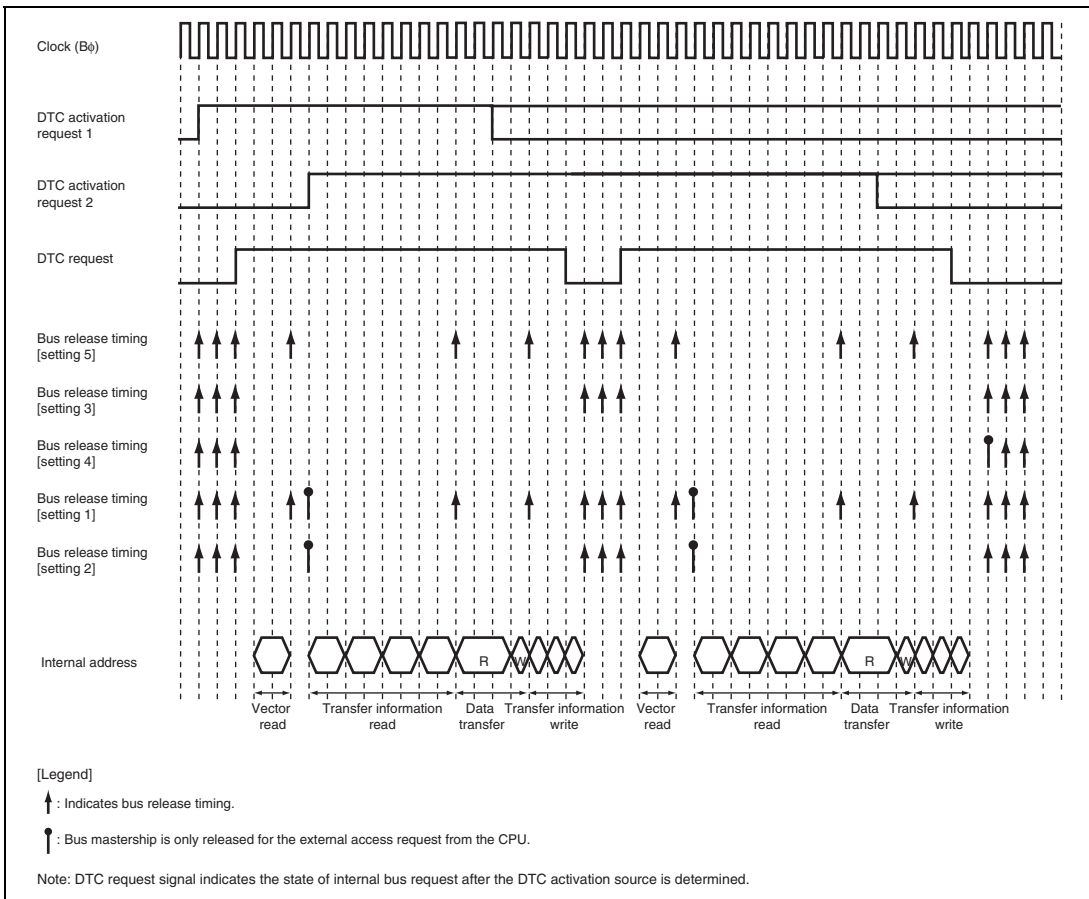 Clock (Bϕ)
DTC activation
request 1
DTC activation
request 2
DTC request
Bus release timing
[setting 5]
Bus release timing
[setting 3]
Bus release timing
[setting 4]
Bus release timing
[setting 1]
Bus release timing
[setting 2]
Internal address
R
W
R
W
Vector
read
Transfer information
read
Data
transfer
Transfer information
write
Vector
read
Transfer information
read
Data
transfer
Transfer information
write
[Legend]
: Indicates bus release timing.
: Bus mastership is only released for the external access request from the CPU.
Note: DTC request signal indicates the state of internal bus request after the DTC activation source is determined.